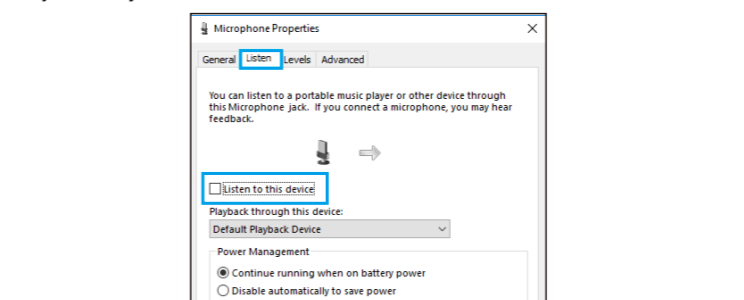 Microphone Properties
General Listen Levels Advanced
You can listen to a portable music player or other device through
this Microphone jack. If you connect a microphone, you may hear
feedback.
Listen to this device
Playback through this device:
Default Playback Device
Power Management
Continue running when on battery power
Disable automatically to save power